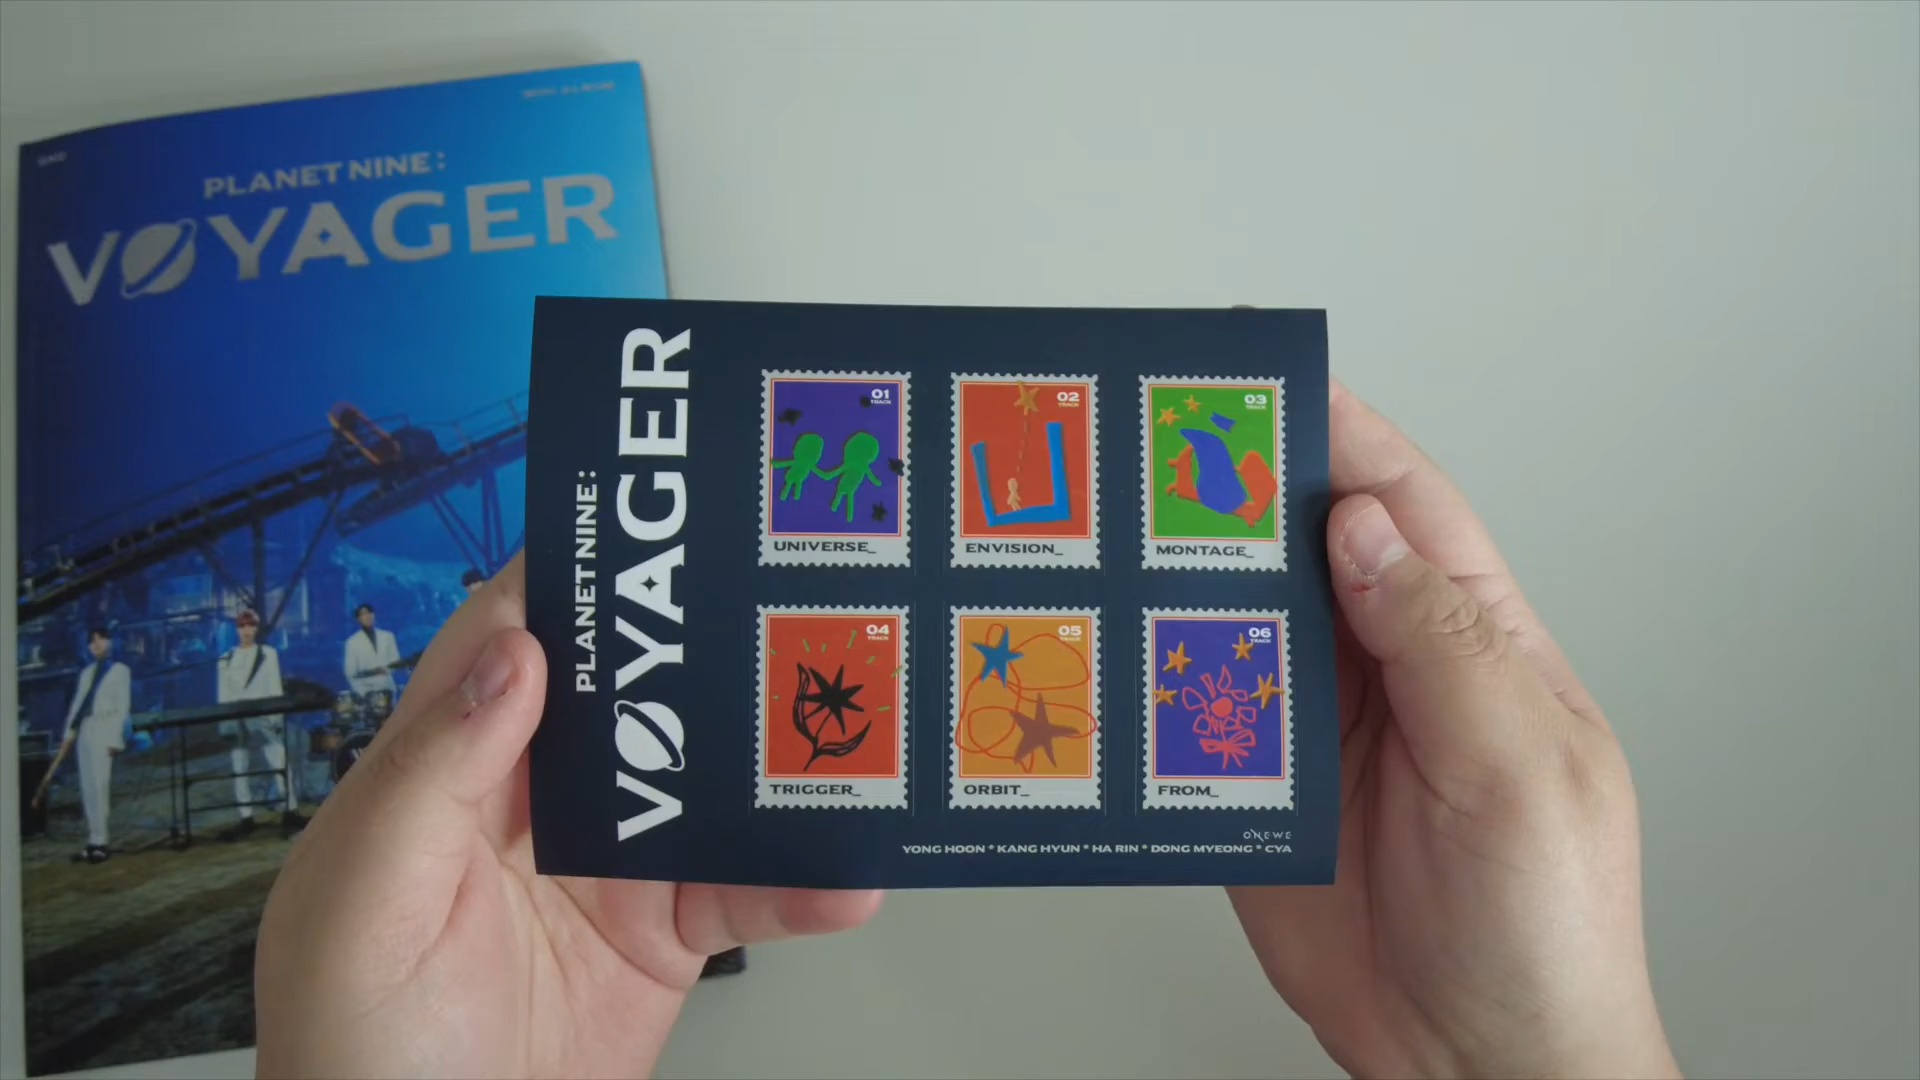 PLANET NINE :
VOYAGER
PLANET NINE :
VOYAGER
01
TRACK
UNIVERSE_
02
TRACK
ENVISION_
03
TRACK
MONTAGE_
04
TRACK
TRIGGER_
05
TRACK
ORBIT_
06
TRACK
FROM_
ONEWE
YONG HOON * KANG HYUN * HA RIN * DONG MYEONG * CYA